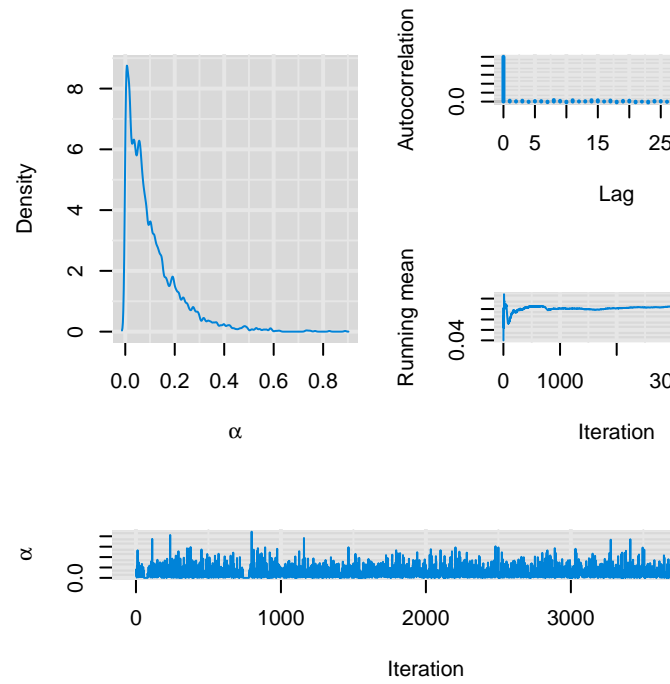 Density
0 2 4 6 8
0.0 0.2 0.4 0.6 0.8
α
Autocorrelation
0.0
0 5 15 25
Lag
Running mean
0.04
0 1000 30
Iteration
α
0.0
0 1000 2000 3000
Iteration